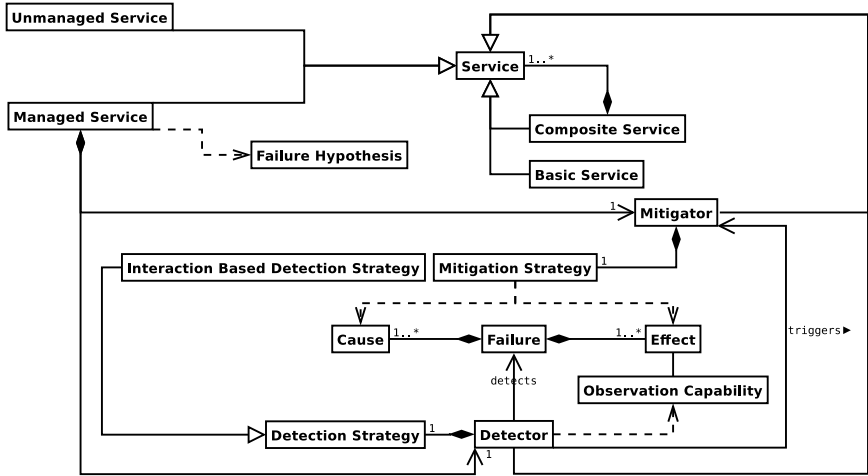 Unmanaged Service
Service
1..*
Managed Service
Composite Service
Failure Hypothesis
Basic Service
1
Mitigator
Interaction Based Detection Strategy
Mitigation Strategy
1
Cause
1..*
Failure
1..*
Effect
triggers
detects
Observation Capability
Detection Strategy
1
Detector
1